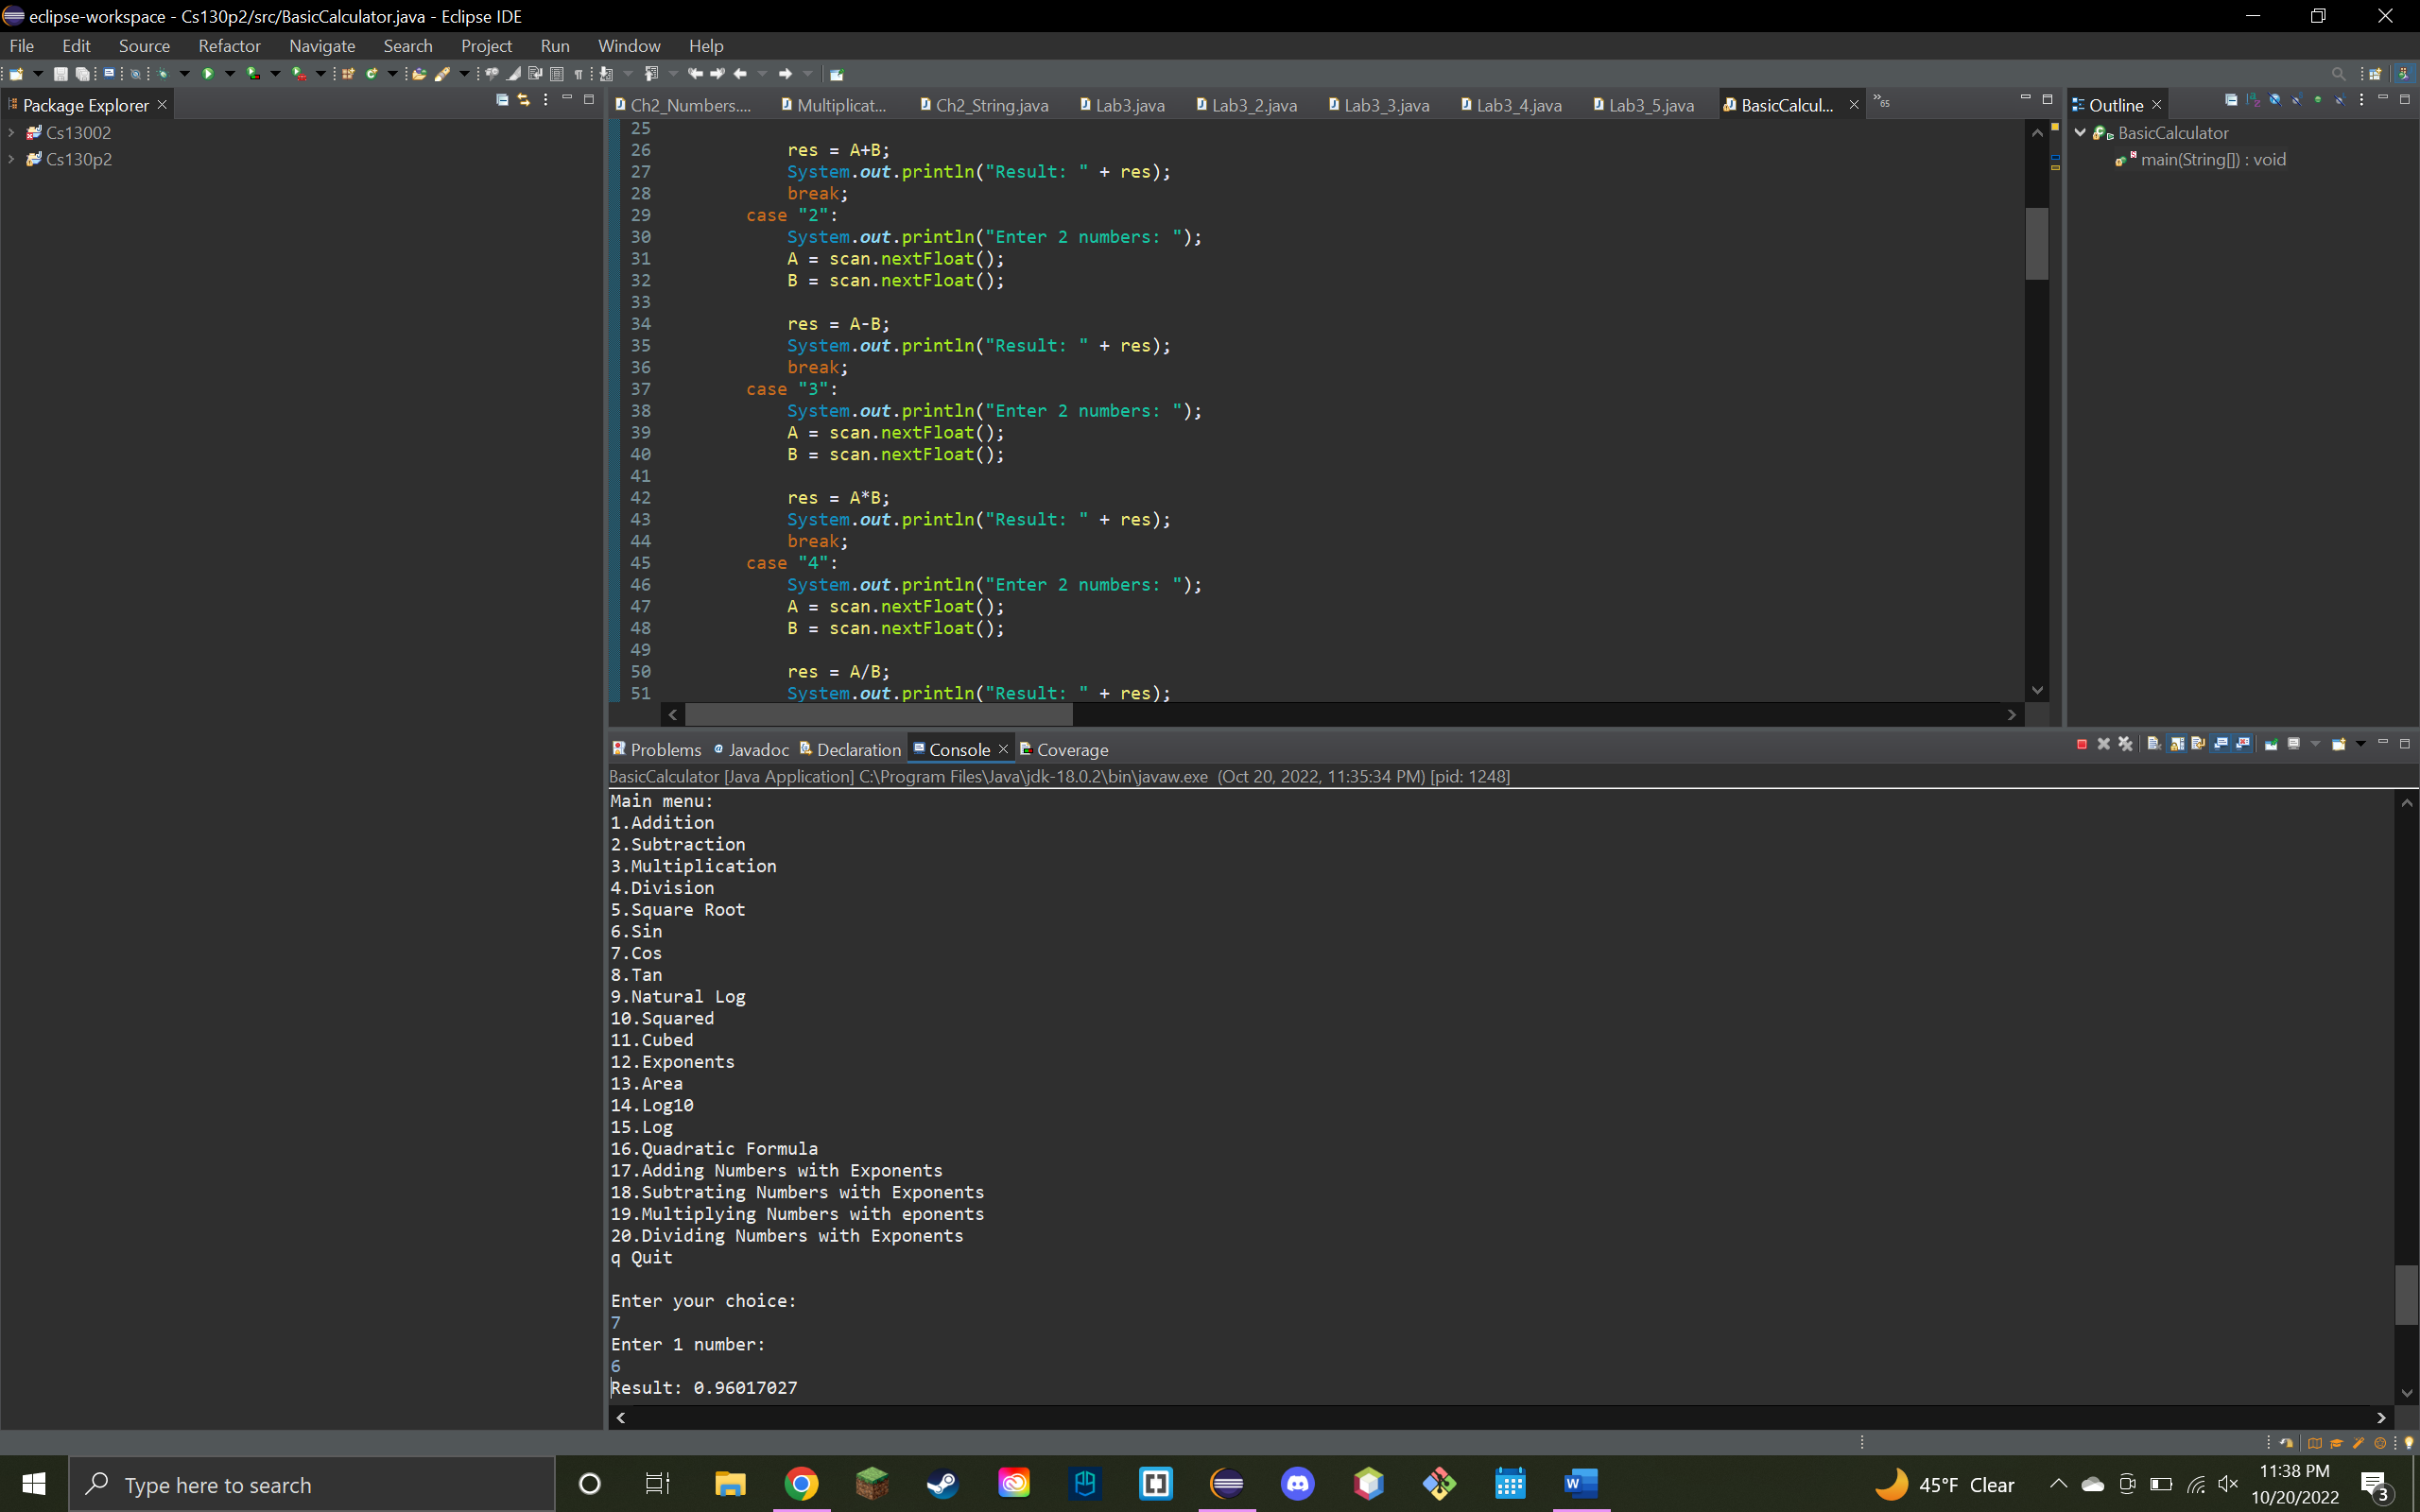 eclipse-workspace - Cs130p2/src/BasicCalculator.java - Eclipse IDE
File Edit Source Refactor Navigate Search Project Run Window Help
Package Explorer
Cs13002
Cs130p2
Ch2_Numbers.... Multiplicat... Ch2_String.java Lab3.java Lab3_2.java Lab3_3.java Lab3_4.java Lab3_5.java BasicCalcul... »65
25
26 res = A+B;
27 System.out.println("Result: " + res);
28 break;
29 case "2":
30 System.out.println("Enter 2 numbers: ");
31 A = scan.nextFloat();
32 B = scan.nextFloat();
33
34 res = A-B;
35 System.out.println("Result: " + res);
36 break;
37 case "3":
38 System.out.println("Enter 2 numbers: ");
39 A = scan.nextFloat();
40 B = scan.nextFloat();
41
42 res = A*B;
43 System.out.println("Result: " + res);
44 break;
45 case "4":
46 System.out.println("Enter 2 numbers: ");
47 A = scan.nextFloat();
48 B = scan.nextFloat();
49
50 res = A/B;
51 System.out.println("Result: " + res);
Outline
BasicCalculator
main(String[]) : void
Problems Javadoc Declaration Console Coverage
BasicCalculator [Java Application] C:\Program Files\Java\jdk-18.0.2\bin\javaw.exe (Oct 20, 2022, 11:35:34 PM) [pid: 1248]
Main menu:
1.Addition
2.Subtraction
3.Multiplication
4.Division
5.Square Root
6.Sin
7.Cos
8.Tan
9.Natural Log
10.Squared
11.Cubed
12.Exponents
13.Area
14.Log10
15.Log
16.Quadratic Formula
17.Adding Numbers with Exponents
18.Subtrating Numbers with Exponents
19.Multiplying Numbers with eponents
20.Dividing Numbers with Exponents
q Quit
Enter your choice:
7
Enter 1 number:
6
Result: 0.96017027
Type here to search
45°F Clear
11:38 PM
10/20/2022
3